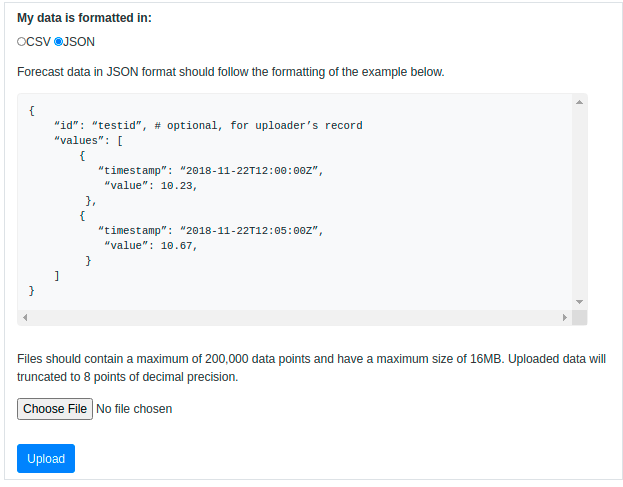 My data is formatted in:
CSV JSON
Forecast data in JSON format should follow the formatting of the example below.
{
    “id”: “testid”, # optional, for uploader’s record
    “values”: [
        {
           “timestamp”: “2018-11-22T12:00:00Z”,
            “value”: 10.23,
         },
        {
           “timestamp”: “2018-11-22T12:05:00Z”,
            “value”: 10.67,
         }
    ]
}
Files should contain a maximum of 200,000 data points and have a maximum size of 16MB. Uploaded data will
truncated to 8 points of decimal precision.
Choose File No file chosen
Upload